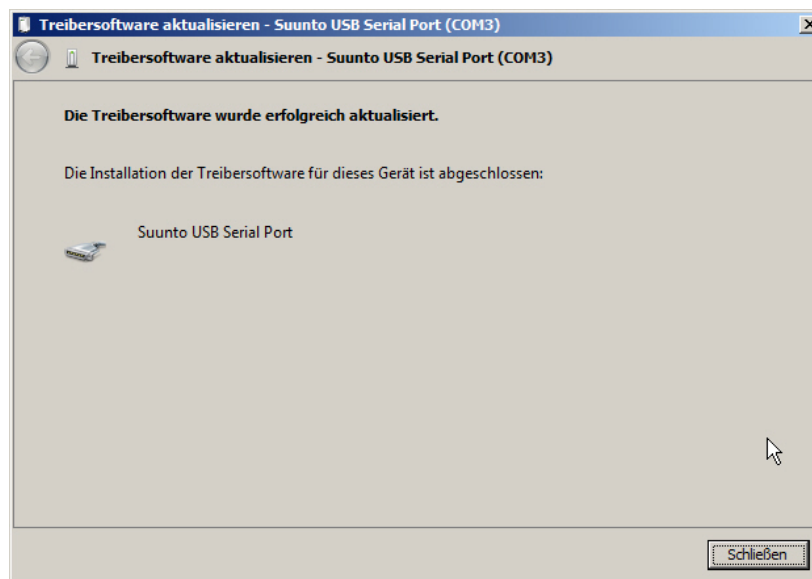 Treibersoftware aktualisieren - Suunto USB Serial Port (COM3)
Treibersoftware aktualisieren - Suunto USB Serial Port (COM3)
Die Treibersoftware wurde erfolgreich aktualisiert.
Die Installation der Treibersoftware für dieses Gerät ist abgeschlossen:
Suunto USB Serial Port
Schließen